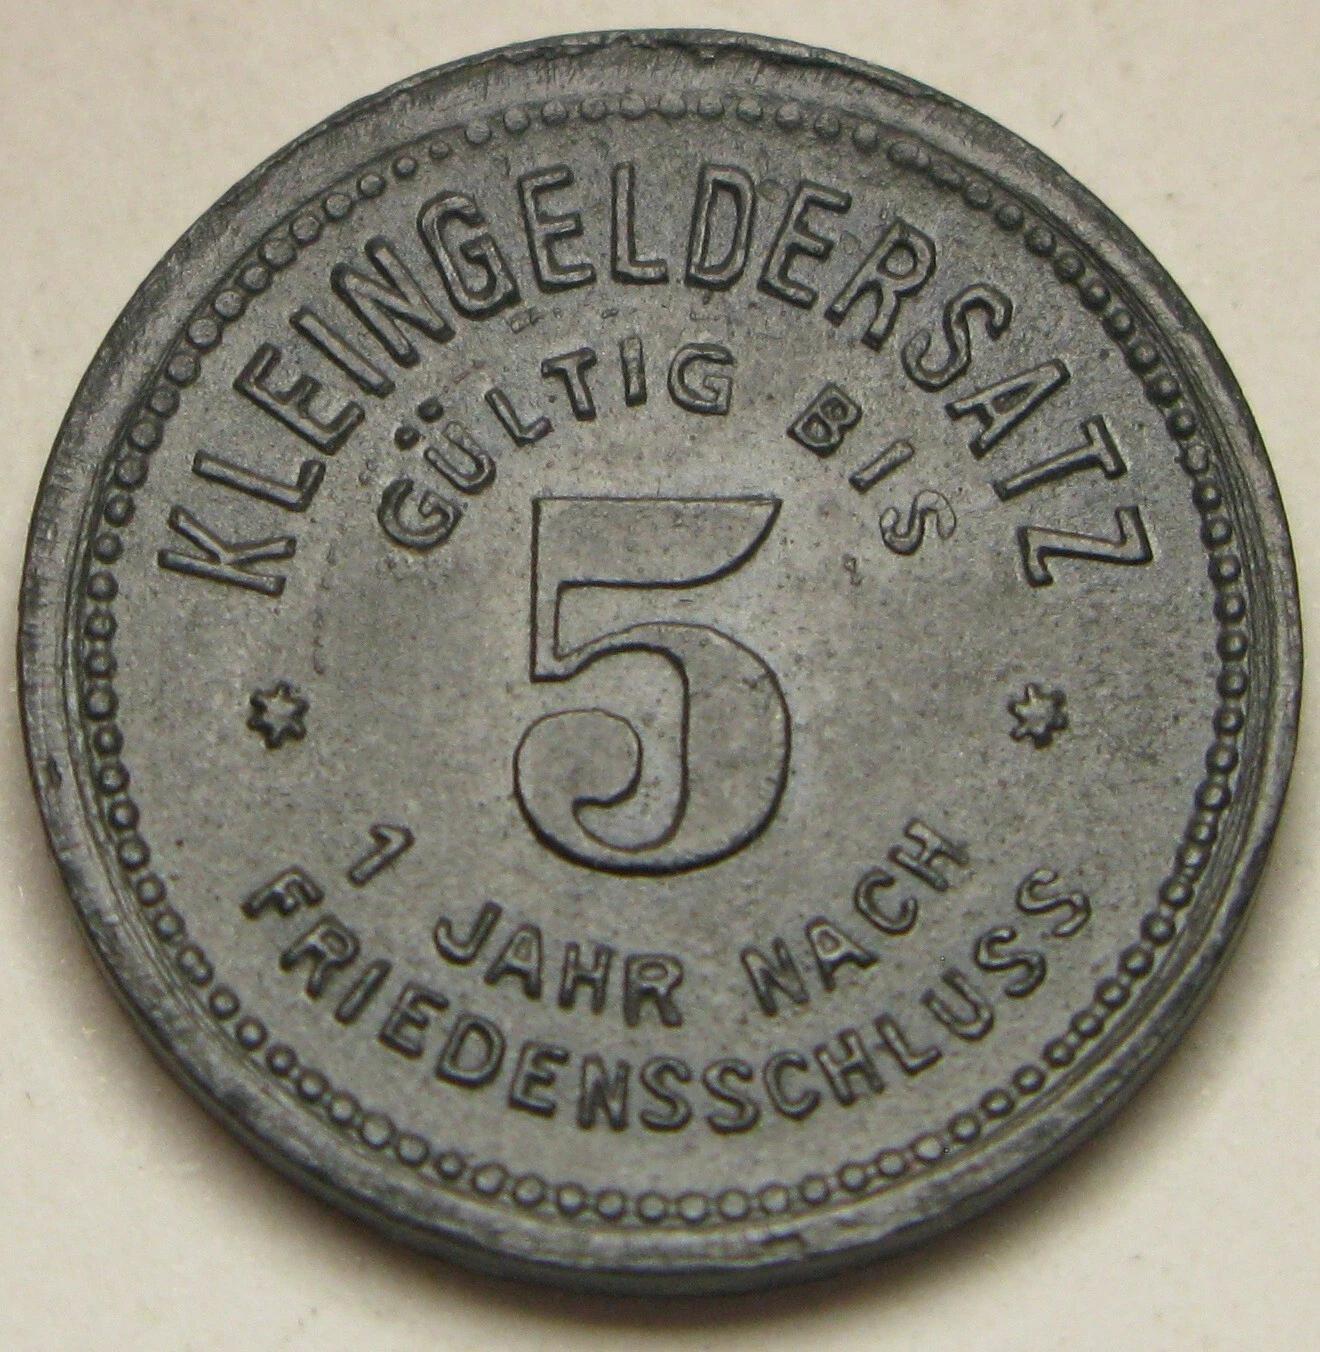 KLEINGELDERSATZ
GÜLTIG BIS
5
1 JAHR NACH
FRIEDENSSCHLUSS